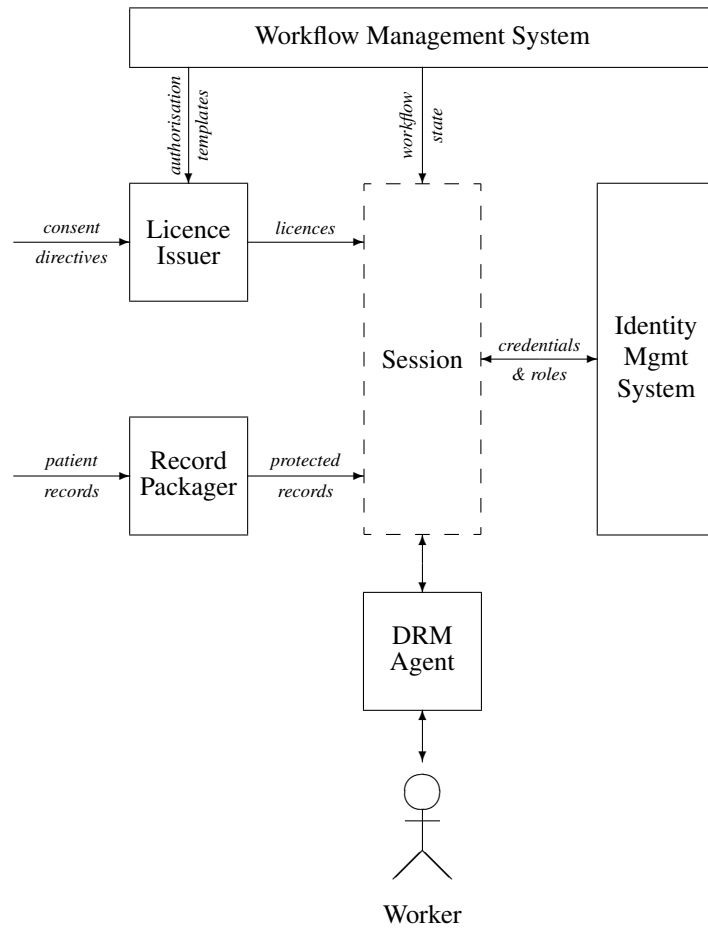 Workflow Management System
authorisation
templates
workflow
state
consent
directives
Licence
Issuer
licences
Session
credentials
& roles
Identity
Mgmt
System
patient
records
Record
Packager
protected
records
DRM
Agent
Worker